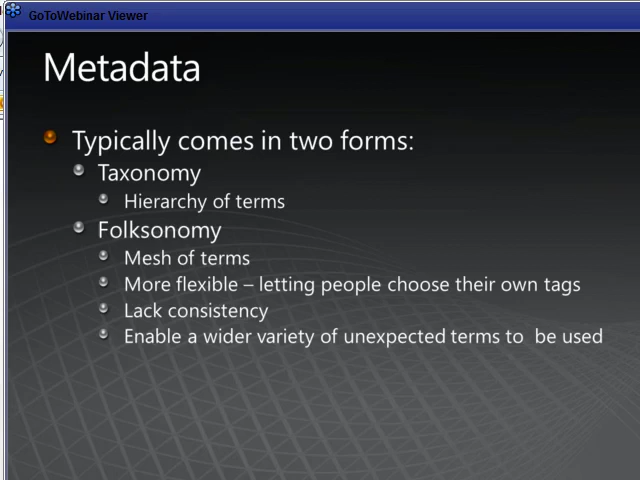 GoToWebinar Viewer
Metadata
Typically comes in two forms:
Taxonomy
Hierarchy of terms
Folksonomy
Mesh of terms
More flexible – letting people choose their own tags
Lack consistency
Enable a wider variety of unexpected terms to be used